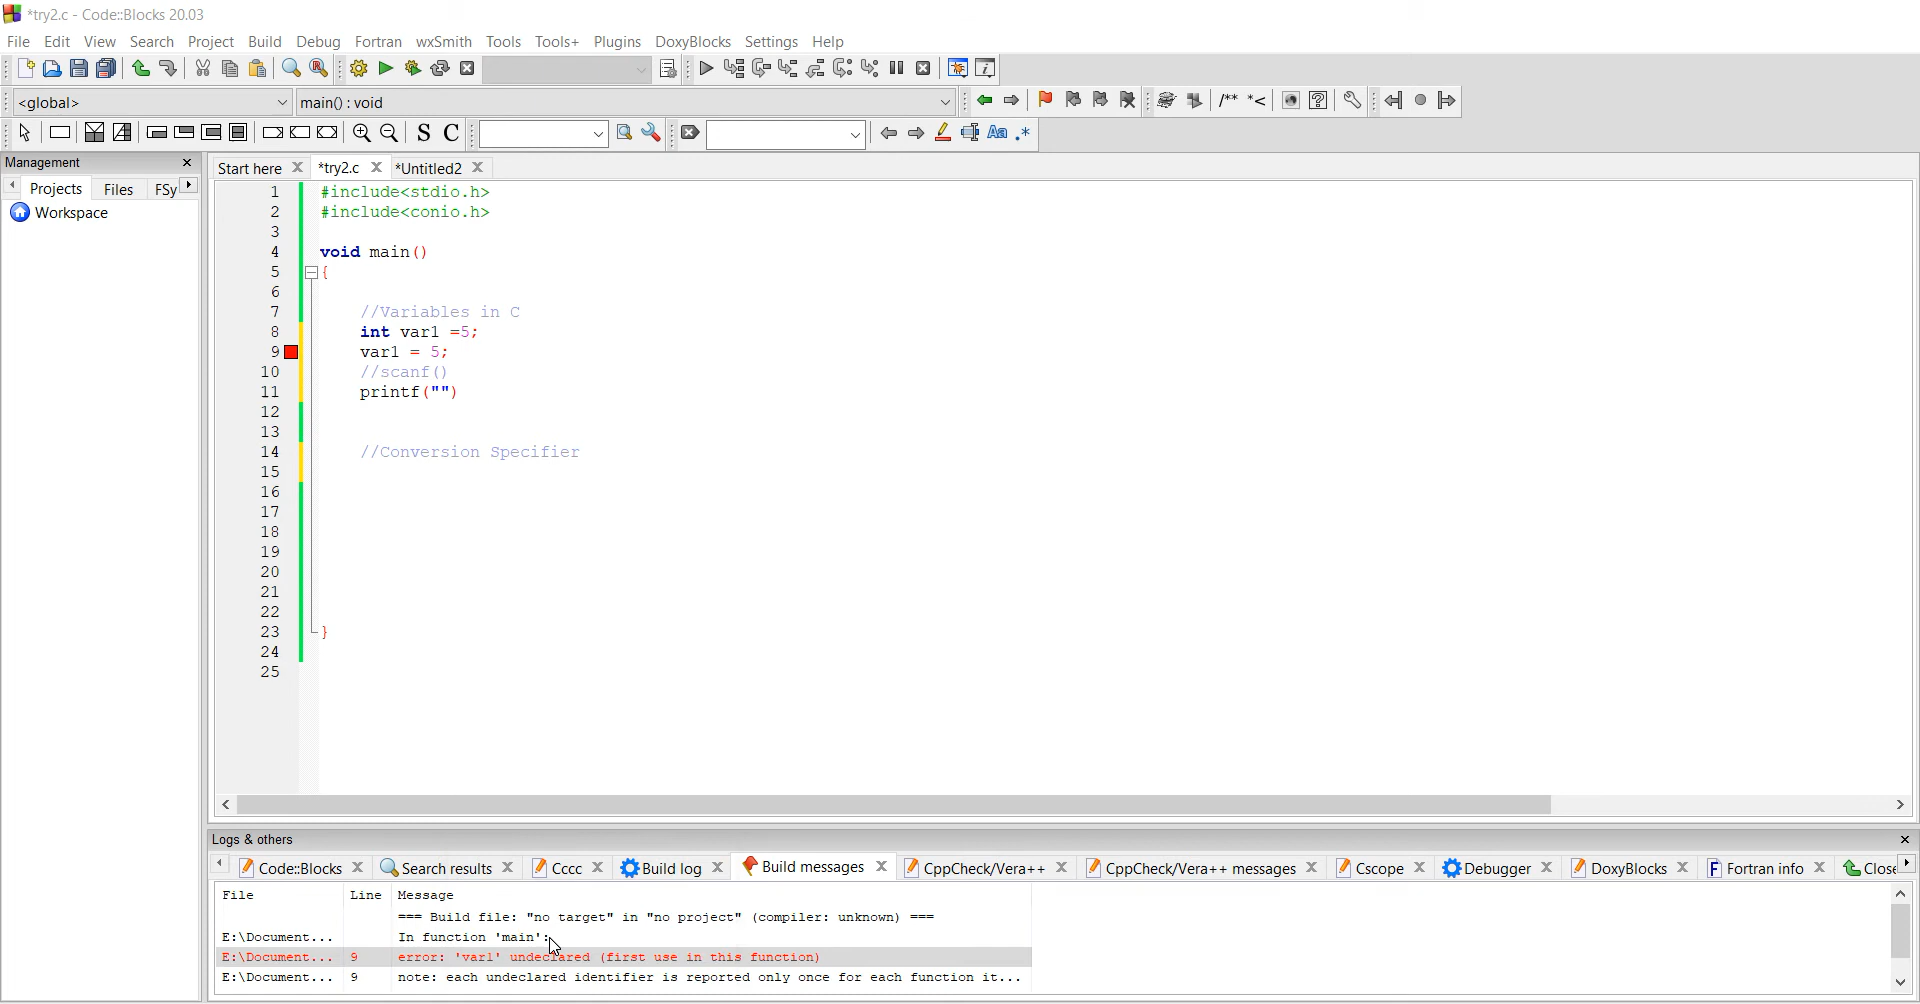 *try2.c - Code::Blocks 20.03
File Edit View Search Project Build Debug Fortran wxSmith Tools Tools+ Plugins DoxyBlocks Settings Help
<global> main() : void /** *<
S C Aa .*
Management
Start here *try2.c *Untitled2
Projects Files FSy
Workspace
1 #include<stdio.h>
2 #include<conio.h>
3
4 void main()
5 {
6
7 //Variables in C
8 int var1 =5;
9 var1 = 5;
10 //scanf()
11 printf("")
12
13
14 //Conversion Specifier
15
16
17
18
19
20
21
22
23 }
24
25
Logs & others
Code::Blocks Search results Cccc Build log Build messages CppCheck/Vera++ CppCheck/Vera++ messages Cscope Debugger DoxyBlocks Fortran info Close
File Line Message
=== Build file: "no target" in "no project" (compiler: unknown) ===
E:\Document... In function 'main':
E:\Document... 9 error: 'var1' undeclared (first use in this function)
E:\Document... 9 note: each undeclared identifier is reported only once for each function it...